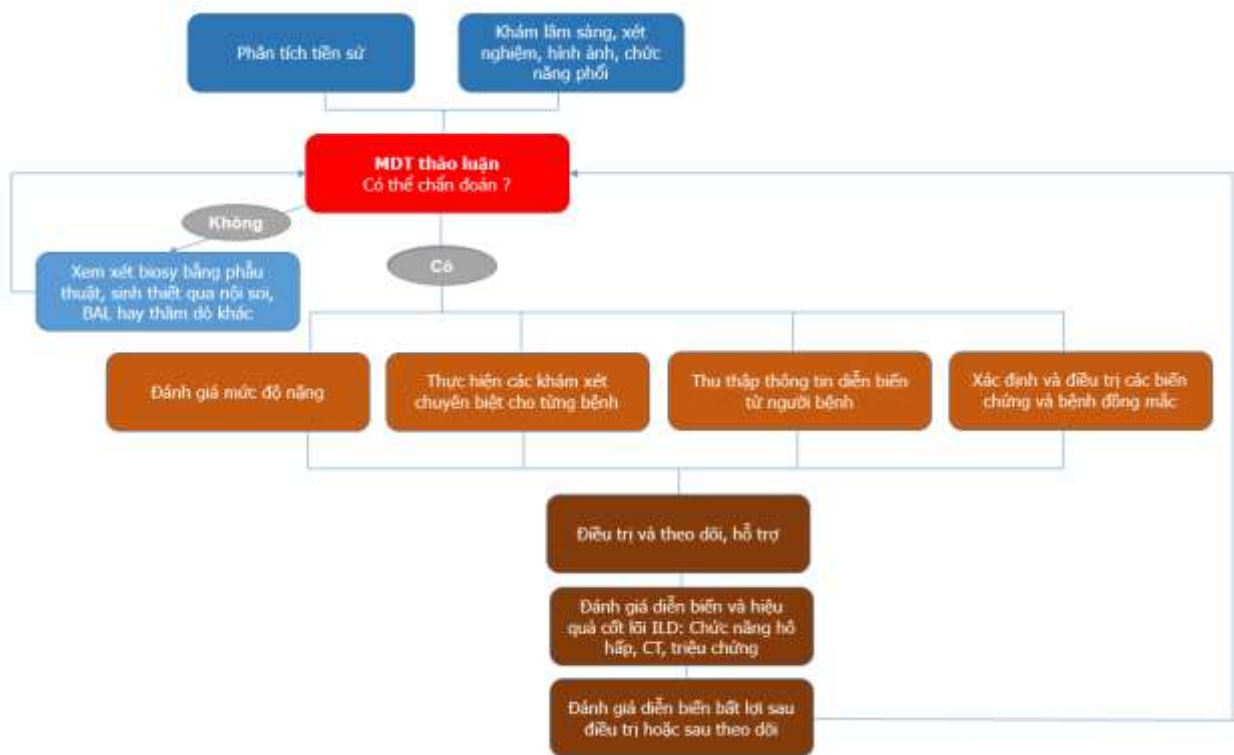 Phân tích tiền sử
Khám lâm sàng, xét
nghiệm, hình ảnh, chức
năng phổi
MDT thảo luận
Có thể chẩn đoán ?
Không
Có
Xem xét biosy bằng phẫu
thuật, sinh thiết qua nội soi,
BAL hay thăm dò khác
Đánh giá mức độ nặng
Thực hiện các khám xét
chuyên biệt cho từng bệnh
Thu thập thông tin diễn biến
từ người bệnh
Xác định và điều trị các biến
chứng và bệnh đồng mắc
Điều trị và theo dõi, hỗ trợ
Đánh giá diễn biến và hiệu
quả cốt lõi ILD: Chức năng hô
hấp, CT, triệu chứng
Đánh giá diễn biến bất lợi sau
điều trị hoặc sau theo dõi